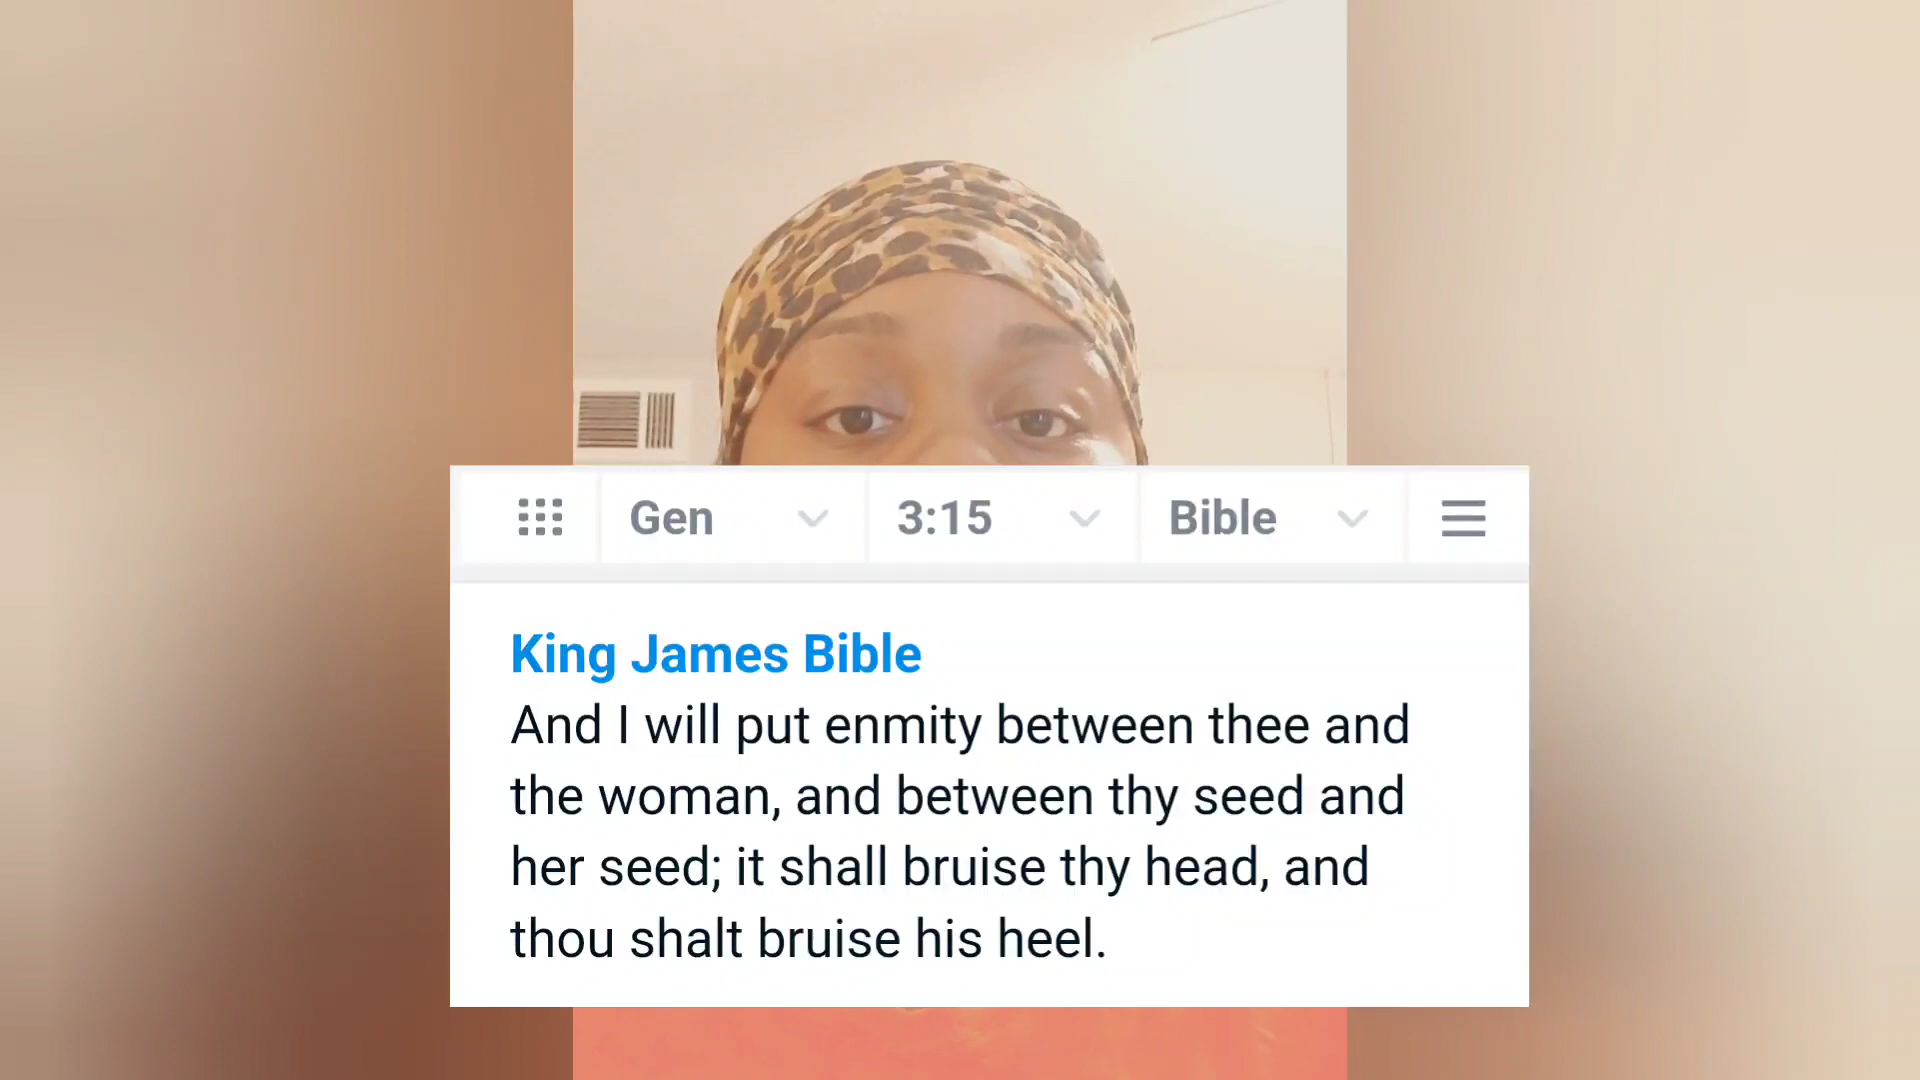 Gen 3:15 Bible
King James Bible
And I will put enmity between thee and
the woman, and between thy seed and
her seed; it shall bruise thy head, and
thou shalt bruise his heel.